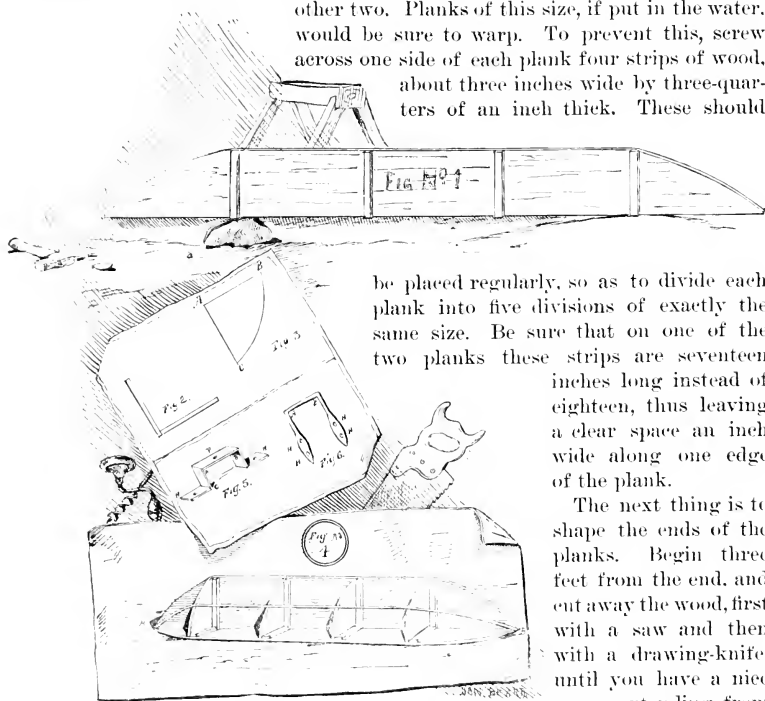 other two. Planks of this size, if put in the water,
would be sure to warp. To prevent this, screw
across one side of each plank four strips of wood,
about three inches wide by three-quar-
ters of an inch thick. These should
Fig. No 1
be placed regularly, so as to divide each
plank into five divisions of exactly the
same size. Be sure that on one of the
two planks these strips are seventeen
inches long instead of
eighteen, thus leaving
a clear space an inch
wide along one edge
of the plank.
The next thing is to
shape the ends of the
planks. Begin three
feet from the end, and
cut away the wood, first
with a saw and then
with a drawing-knife
until you have a nice
A
B
C
Fig. 3
Fig. 2.
Fig. 5.
Fig. 6.
Fig. No
4
DAN. BEARD